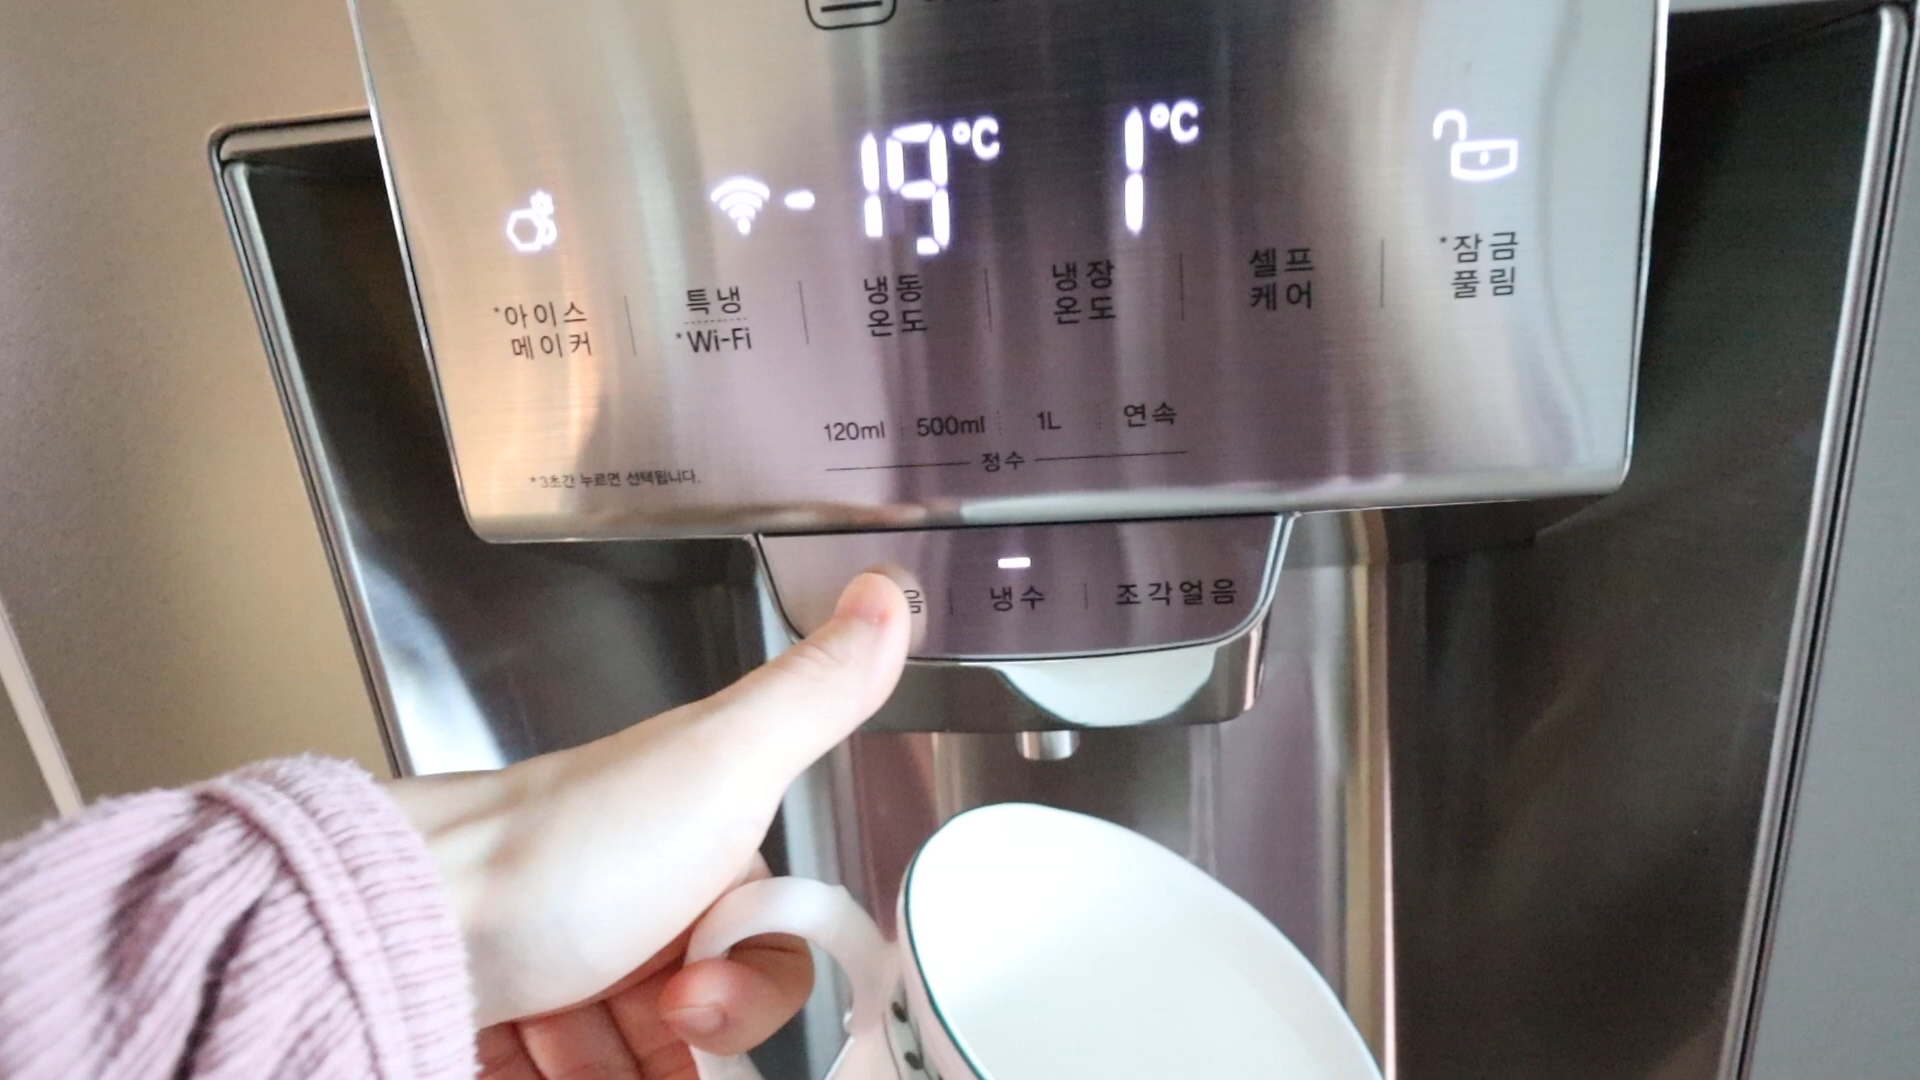 -19°C
1°C
*아이스
메이커
특냉
*Wi-Fi
냉동
온도
냉장
온도
셀프
케어
*잠금
풀림
120ml 500ml 1L 연속
정수
*3초간 누르면 선택됩니다.
음 냉수 조각얼음